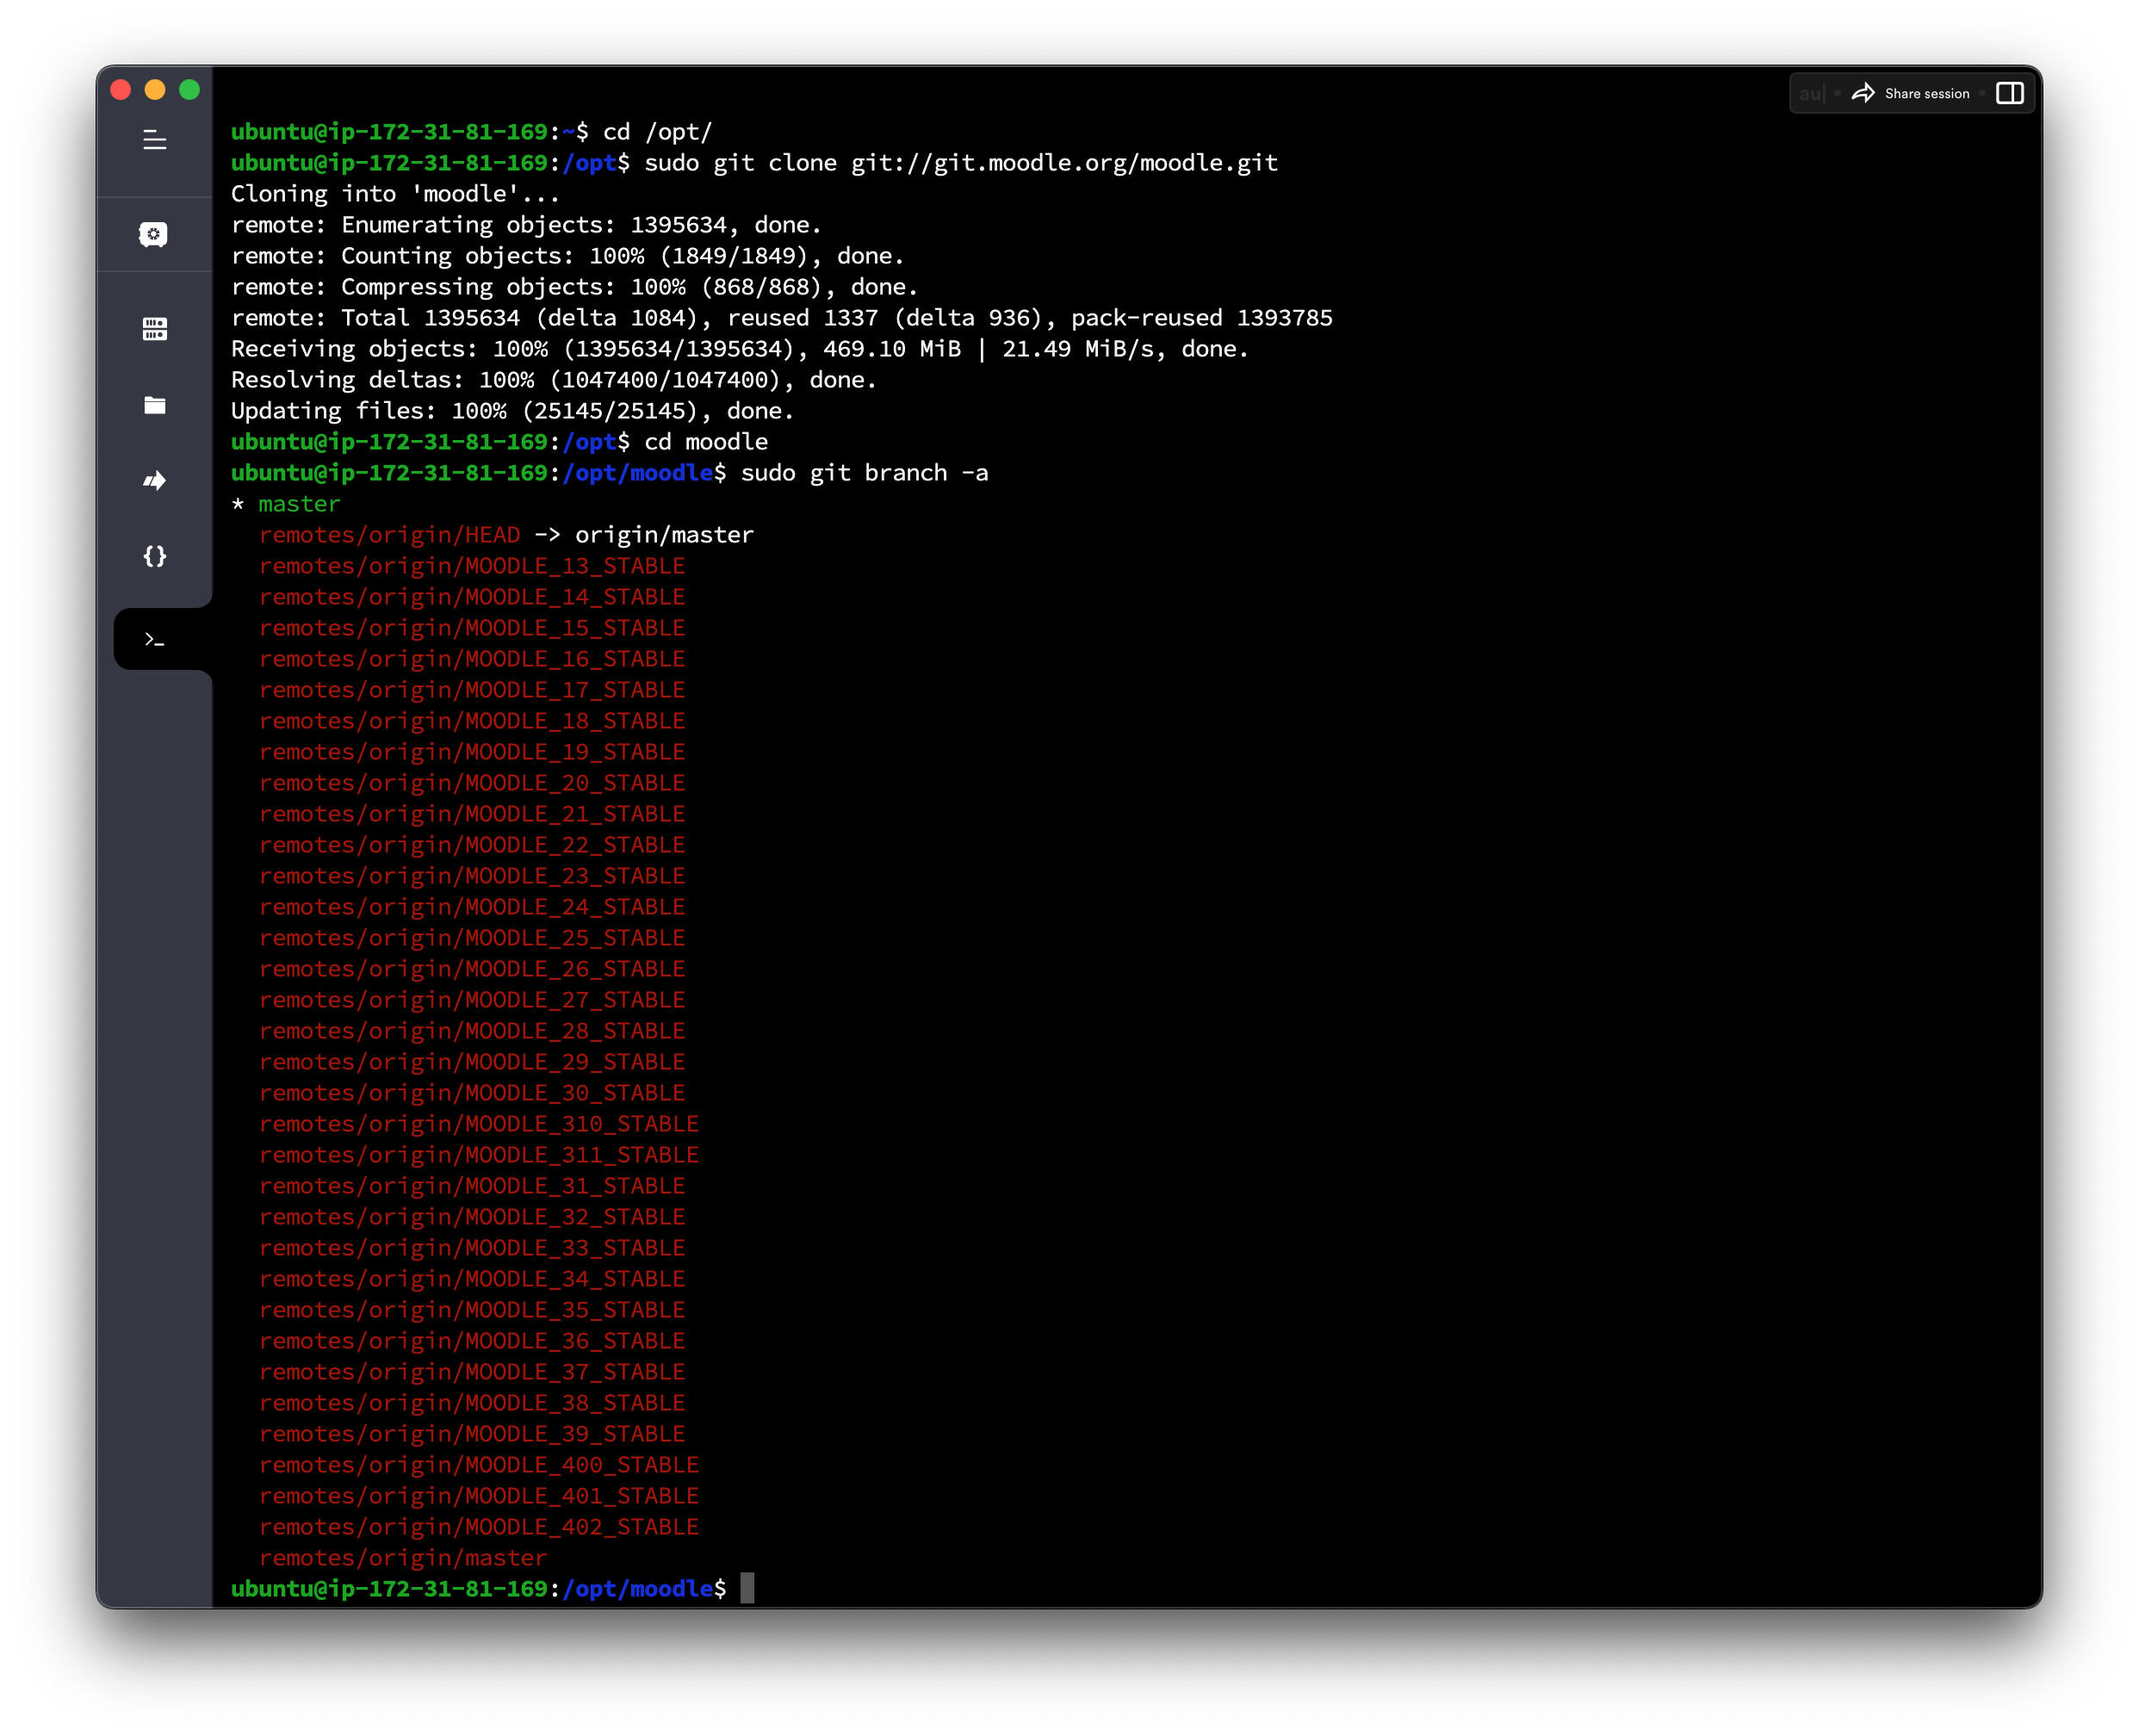 au
Share session
ubuntu@ip-172-31-81-169:~$ cd /opt/
ubuntu@ip-172-31-81-169:/opt$ sudo git clone git://git.moodle.org/moodle.git
Cloning into 'moodle'...
remote: Enumerating objects: 1395634, done.
remote: Counting objects: 100% (1849/1849), done.
remote: Compressing objects: 100% (868/868), done.
remote: Total 1395634 (delta 1084), reused 1337 (delta 936), pack-reused 1393785
Receiving objects: 100% (1395634/1395634), 469.10 MiB | 21.49 MiB/s, done.
Resolving deltas: 100% (1047400/1047400), done.
Updating files: 100% (25145/25145), done.
ubuntu@ip-172-31-81-169:/opt$ cd moodle
ubuntu@ip-172-31-81-169:/opt/moodle$ sudo git branch -a
* master
  remotes/origin/HEAD -> origin/master
  remotes/origin/MOODLE_13_STABLE
  remotes/origin/MOODLE_14_STABLE
  remotes/origin/MOODLE_15_STABLE
  remotes/origin/MOODLE_16_STABLE
  remotes/origin/MOODLE_17_STABLE
  remotes/origin/MOODLE_18_STABLE
  remotes/origin/MOODLE_19_STABLE
  remotes/origin/MOODLE_20_STABLE
  remotes/origin/MOODLE_21_STABLE
  remotes/origin/MOODLE_22_STABLE
  remotes/origin/MOODLE_23_STABLE
  remotes/origin/MOODLE_24_STABLE
  remotes/origin/MOODLE_25_STABLE
  remotes/origin/MOODLE_26_STABLE
  remotes/origin/MOODLE_27_STABLE
  remotes/origin/MOODLE_28_STABLE
  remotes/origin/MOODLE_29_STABLE
  remotes/origin/MOODLE_30_STABLE
  remotes/origin/MOODLE_310_STABLE
  remotes/origin/MOODLE_311_STABLE
  remotes/origin/MOODLE_31_STABLE
  remotes/origin/MOODLE_32_STABLE
  remotes/origin/MOODLE_33_STABLE
  remotes/origin/MOODLE_34_STABLE
  remotes/origin/MOODLE_35_STABLE
  remotes/origin/MOODLE_36_STABLE
  remotes/origin/MOODLE_37_STABLE
  remotes/origin/MOODLE_38_STABLE
  remotes/origin/MOODLE_39_STABLE
  remotes/origin/MOODLE_400_STABLE
  remotes/origin/MOODLE_401_STABLE
  remotes/origin/MOODLE_402_STABLE
  remotes/origin/master
ubuntu@ip-172-31-81-169:/opt/moodle$